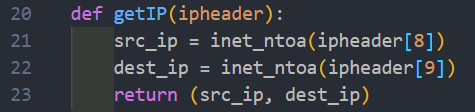 20 def getIP(ipheader):
21     src_ip = inet_ntoa(ipheader[8])
22     dest_ip = inet_ntoa(ipheader[9])
23     return (src_ip, dest_ip)